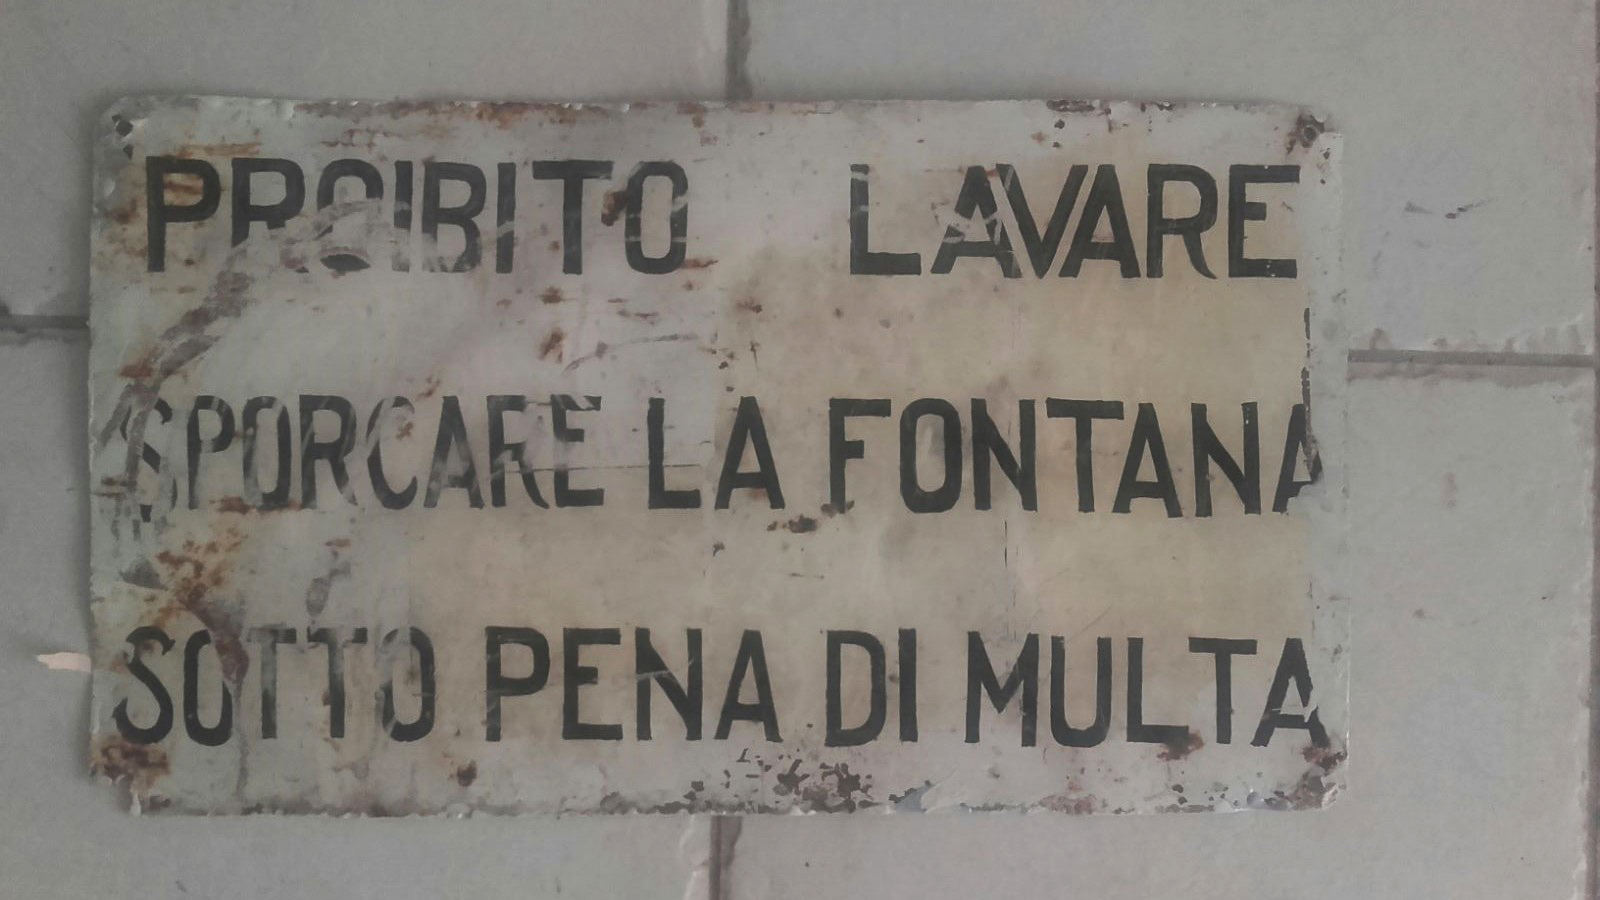 PROIBITO LAVARE
SPORCARE LA FONTANA
SOTTO PENA DI MULTA